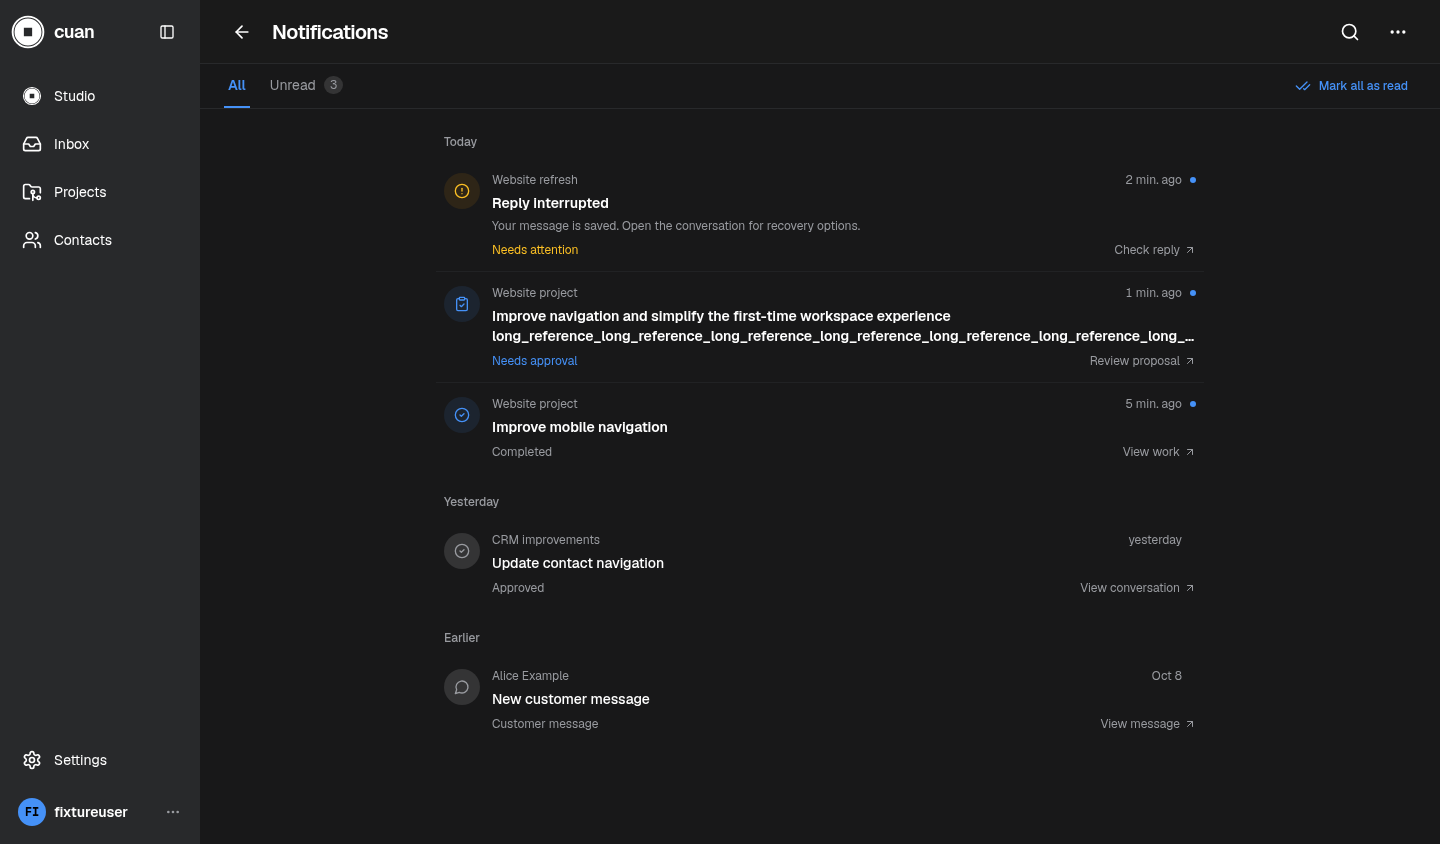 cuan
Notifications
Studio
Inbox
Projects
Contacts
Settings
FI fixtureuser
All
Unread 3
Mark all as read
Today
Website refresh
2 min. ago
Reply interrupted
Your message is saved. Open the conversation for recovery options.
Needs attention
Check reply
Website project
1 min. ago
Improve navigation and simplify the first-time workspace experience
long_reference_long_reference_long_reference_long_reference_long_reference_long_reference_long_reference_long_...
Needs approval
Review proposal
Website project
5 min. ago
Improve mobile navigation
Completed
View work
Yesterday
CRM improvements
yesterday
Update contact navigation
Approved
View conversation
Earlier
Alice Example
Oct 8
New customer message
Customer message
View message